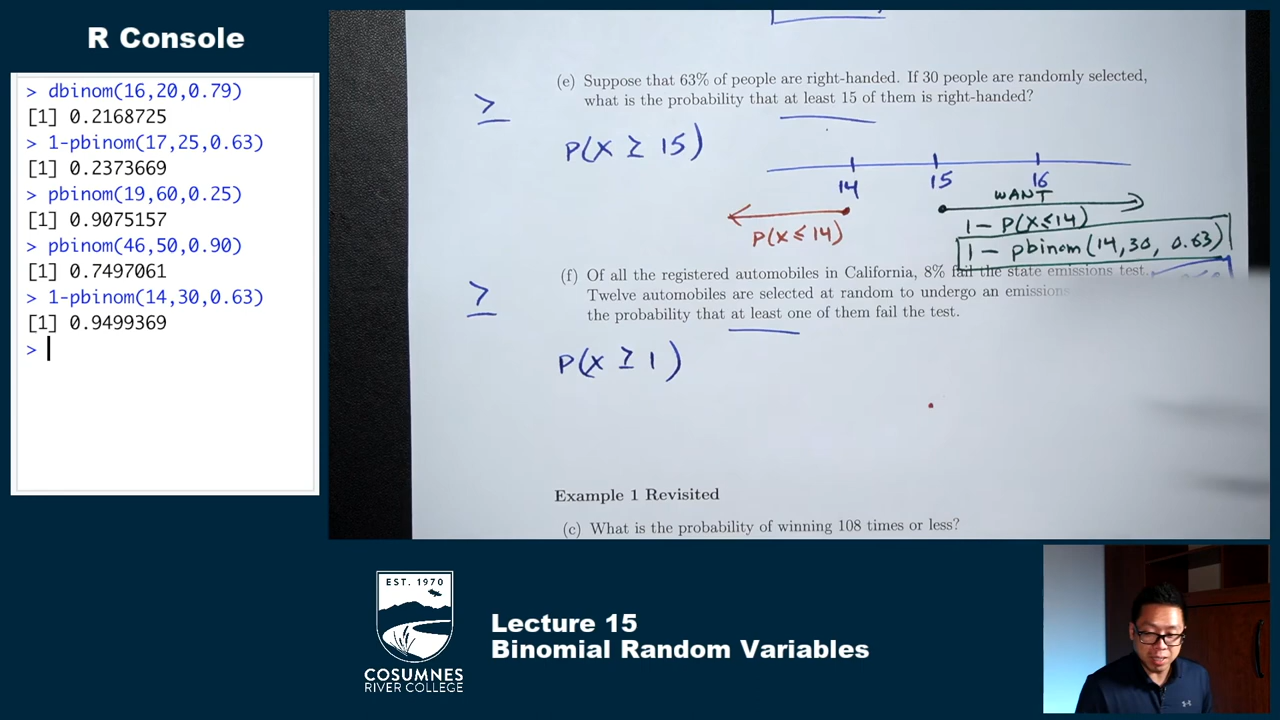 R Console
> dbinom(16,20,0.79)
[1] 0.2168725
> 1-pbinom(17,25,0.63)
[1] 0.2373669
> pbinom(19,60,0.25)
[1] 0.9075157
> pbinom(46,50,0.90)
[1] 0.7497061
> 1-pbinom(14,30,0.63)
[1] 0.9499369
>
(e) Suppose that 63% of people are right-handed. If 30 people are randomly selected,
what is the probability that at least 15 of them is right-handed?
≥
P(X ≥ 15)
14 15 16
WANT
P(X ≤ 14)
1 - P(X ≤ 14)
1 - pbinom(14, 30, 0.63)
(f) Of all the registered automobiles in California, 8% fail the state emissions test.
Twelve automobiles are selected at random to undergo an emissions
the probability that at least one of them fail the test.
≥
P(X ≥ 1)
Example 1 Revisited
(c) What is the probability of winning 108 times or less?
EST. 1970
COSUMNES
RIVER COLLEGE
Lecture 15
Binomial Random Variables